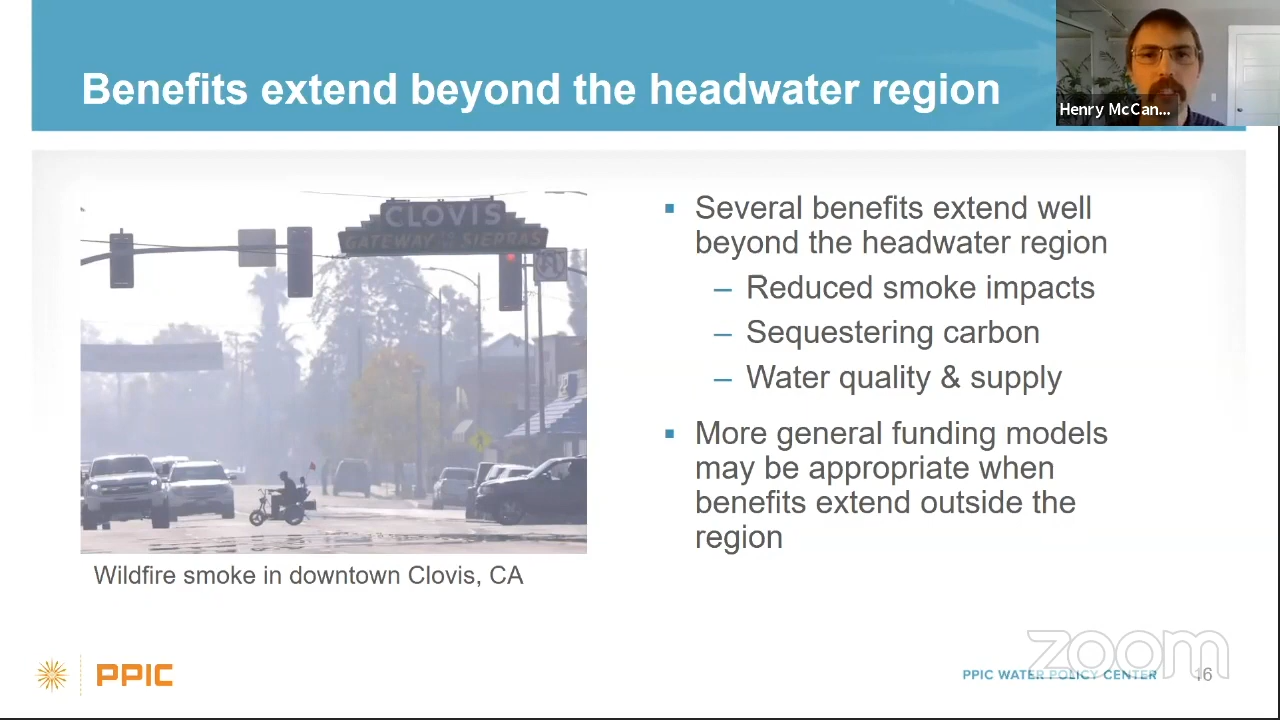 Benefits extend beyond the headwater region
Henry McCan...
CLOVIS
GATEWAY TO THE SIERRAS
Several benefits extend well
beyond the headwater region
– Reduced smoke impacts
– Sequestering carbon
– Water quality & supply
More general funding models
may be appropriate when
benefits extend outside the
region
Wildfire smoke in downtown Clovis, CA
PPIC
PPIC WATER POLICY CENTER
16
zoom